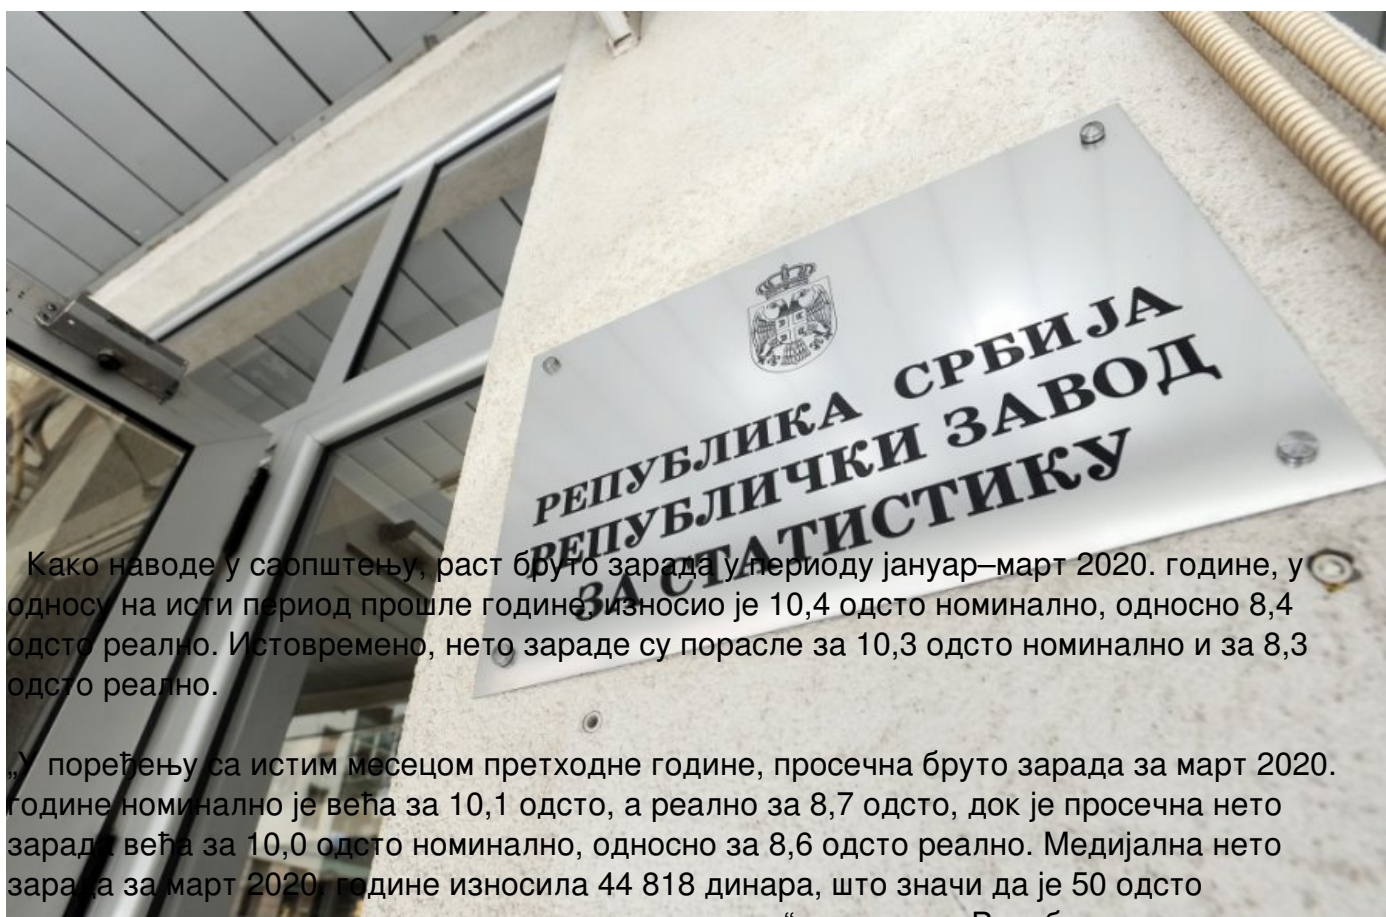 РЕПУБЛИКА СРБИЈА
РЕПУБЛИЧКИ ЗАВОД
ЗА СТАТИСТИКУ
Како наводе у саопштењу, раст бруто зарада у периоду јануар–март 2020. године, у
односу на исти период прошле године, износио је 10,4 одсто номинално, односно 8,4
одсто реално. Истовремено, нето зараде су порасле за 10,3 одсто номинално и за 8,3
одсто реално.
„У поређењу са истим месецом претходне године, просечна бруто зарада за март 2020.
године номинално је већа за 10,1 одсто, а реално за 8,7 одсто, док је просечна нето
зарада већа за 10,0 одсто номинално, односно за 8,6 одсто реално. Медијална нето
зарада за март 2020. године износила 44 818 динара, што значи да је 50 одсто